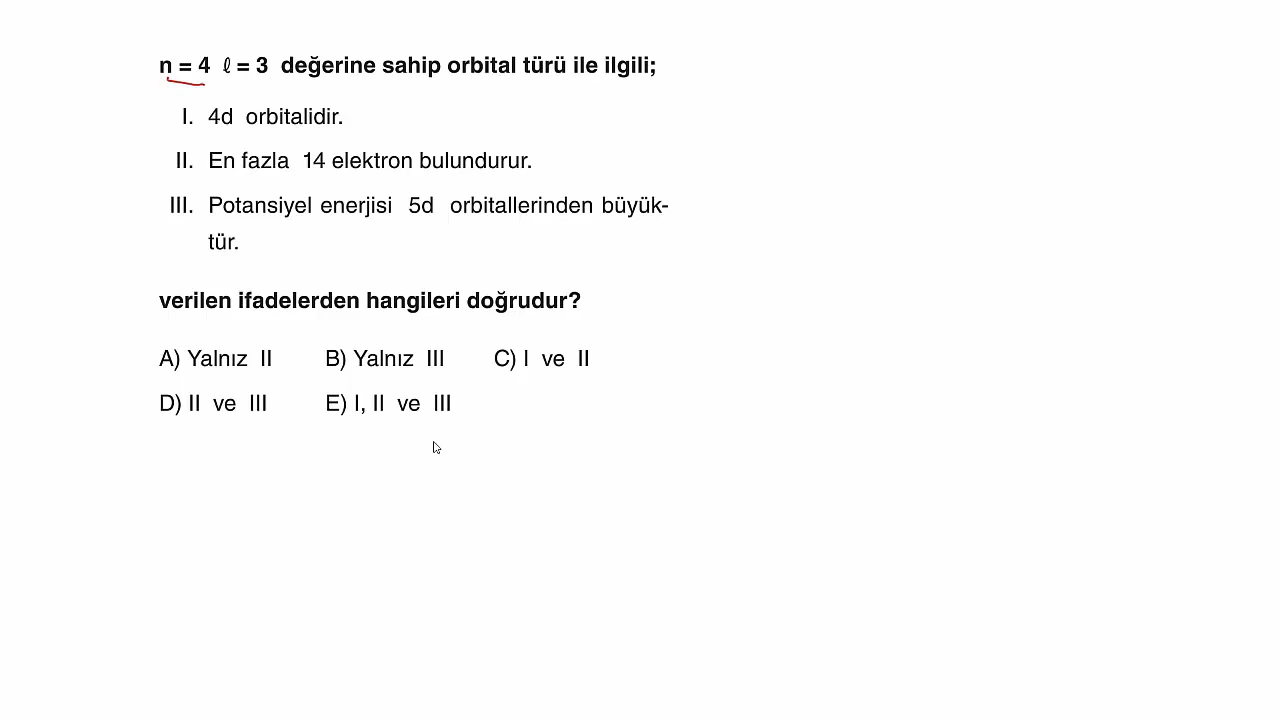 n = 4 ℓ = 3 değerine sahip orbital türü ile ilgili;
I. 4d orbitalidir.
II. En fazla 14 elektron bulundurur.
III. Potansiyel enerjisi 5d orbitallerinden büyük-
tür.
verilen ifadelerden hangileri doğrudur?
A) Yalnız II B) Yalnız III C) I ve II
D) II ve III E) I, II ve III